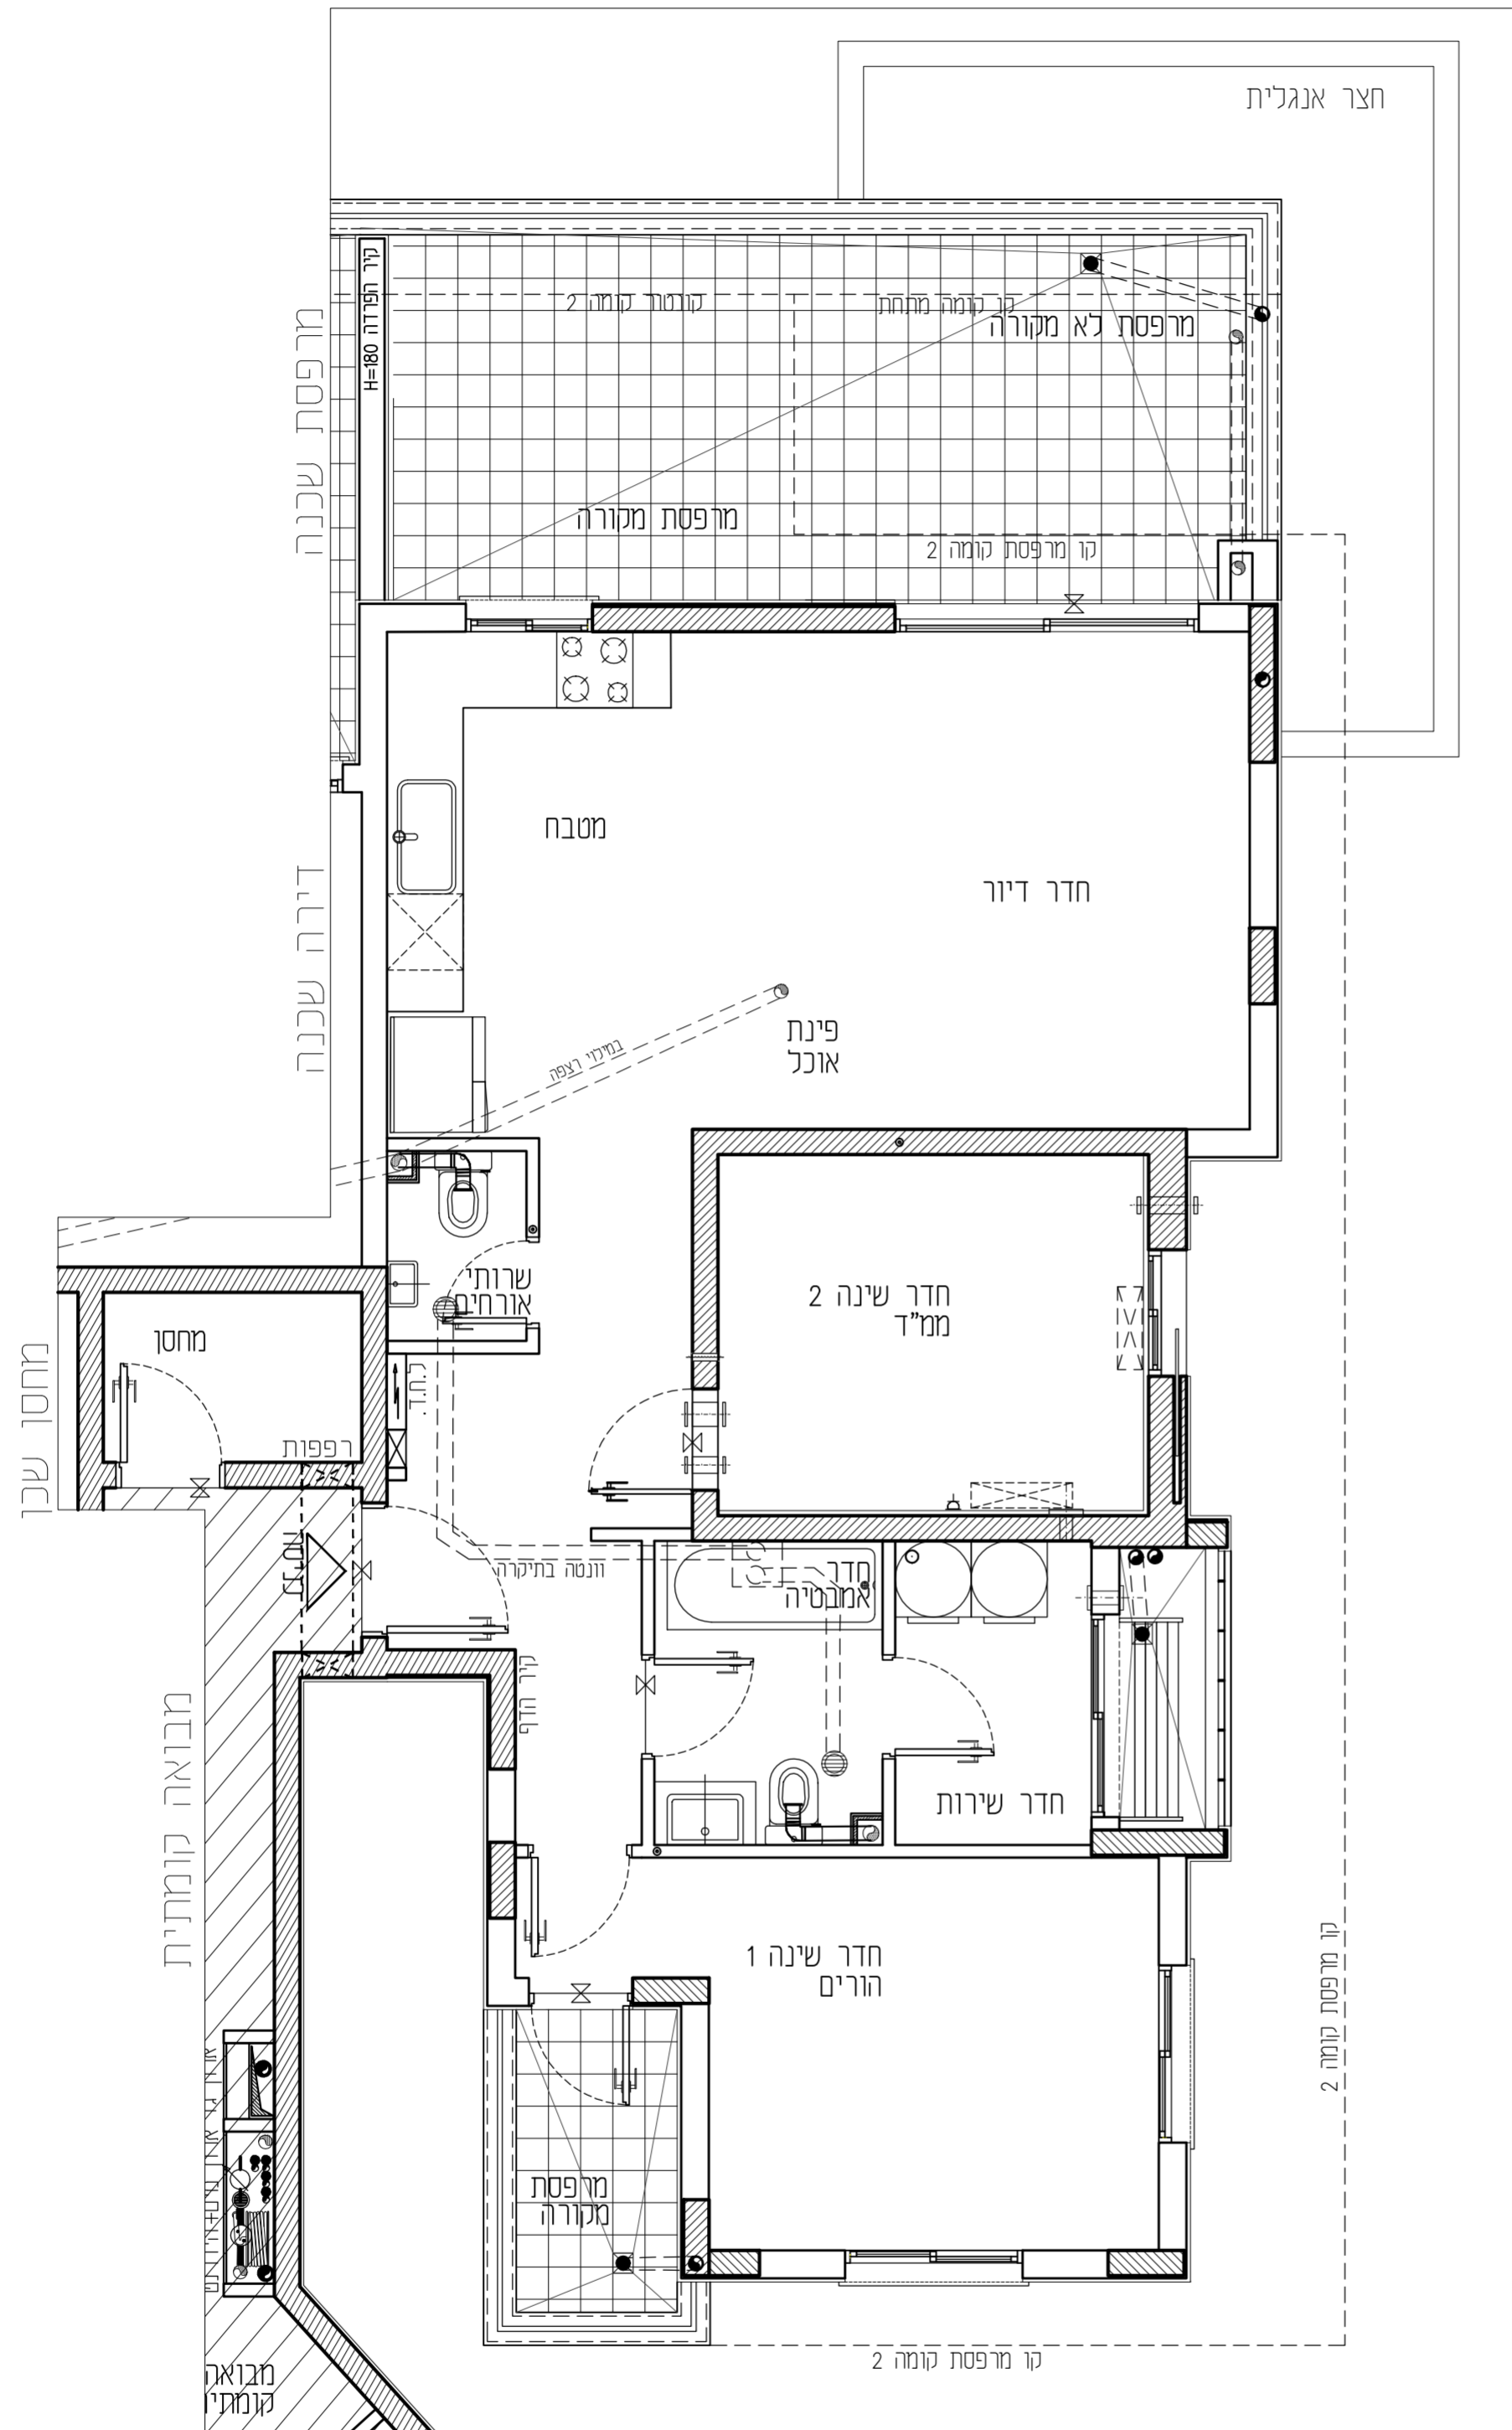 חצר אנגלית
קיר הפרדה H=180
קונטור קומה 2
קו קומה מתחת
מרפסת לא מקורה
מרפסת שכנה
מרפסת מקורה
קו מרפסת קומה 2
מטבח
חדר דיור
דירה שכנה
פינת
אוכל
במילוי רצפה
שרותי
אורחים
חדר שינה 2
ממ"ד
מחסן
מחסן שכן
ח.ד.
רפפות
וונטה בתיקרה
חדר
אמבטיה
קיר הדף
חדר שירות
מבואה קומתית
חדר שינה 1
הורים
קו מרפסת קומה 2
מרפסת
מקורה
קו מרפסת קומה 2
מבואה